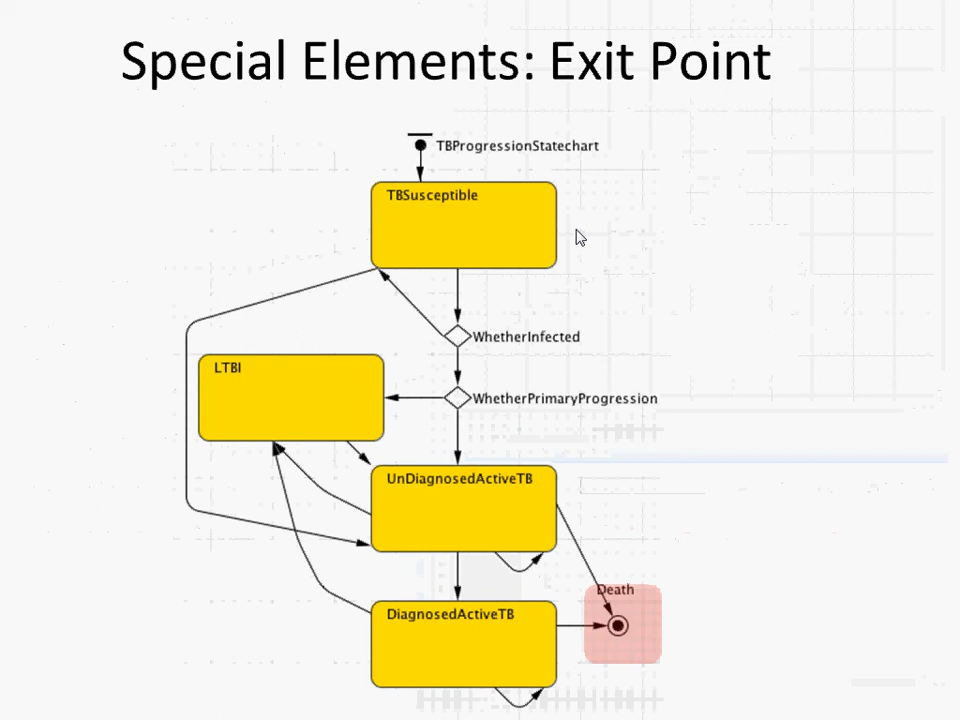 Special Elements: Exit Point
TBProgressionStatechart
TBSusceptible
WhetherInfected
LTBI
WhetherPrimaryProgression
UnDiagnosedActiveTB
Death
DiagnosedActiveTB